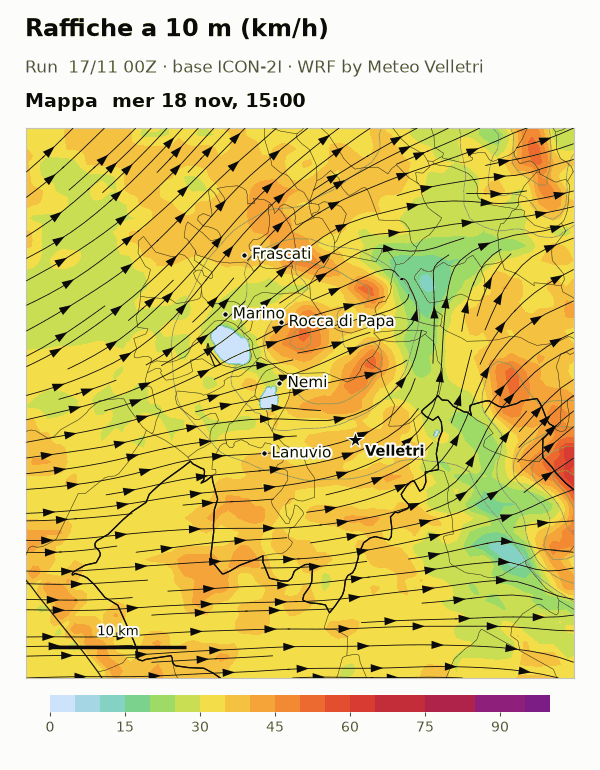 Raffiche a 10 m (km/h)
Run  17/11 00Z · base ICON-2I · WRF by Meteo Velletri
Mappa  mer 18 nov, 15:00
Frascati
Marino
Rocca di Papa
Nemi
Velletri
Lanuvio
10 km
0 15 30 45 60 75 90